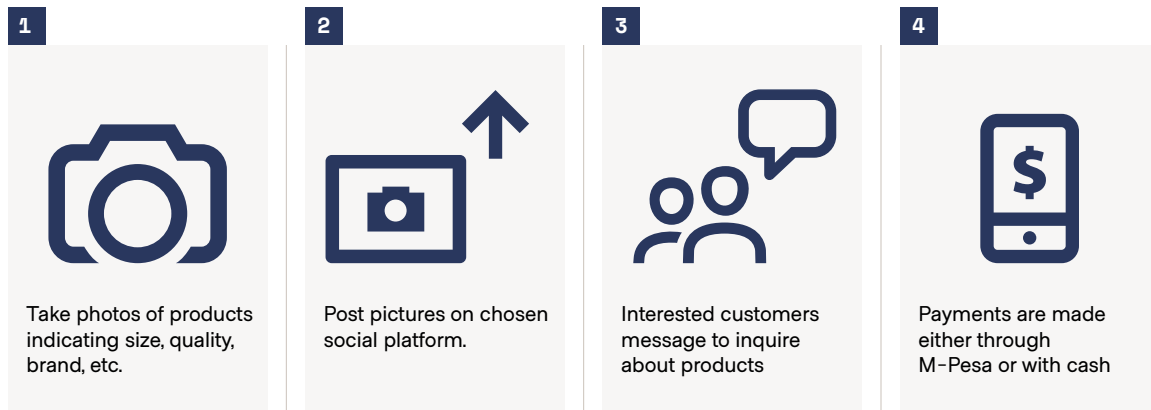 1
Take photos of products
indicating size, quality,
brand, etc.
2
Post pictures on chosen
social platform.
3
Interested customers
message to inquire
about products
4
$
Payments are made
either through
M-Pesa or with cash